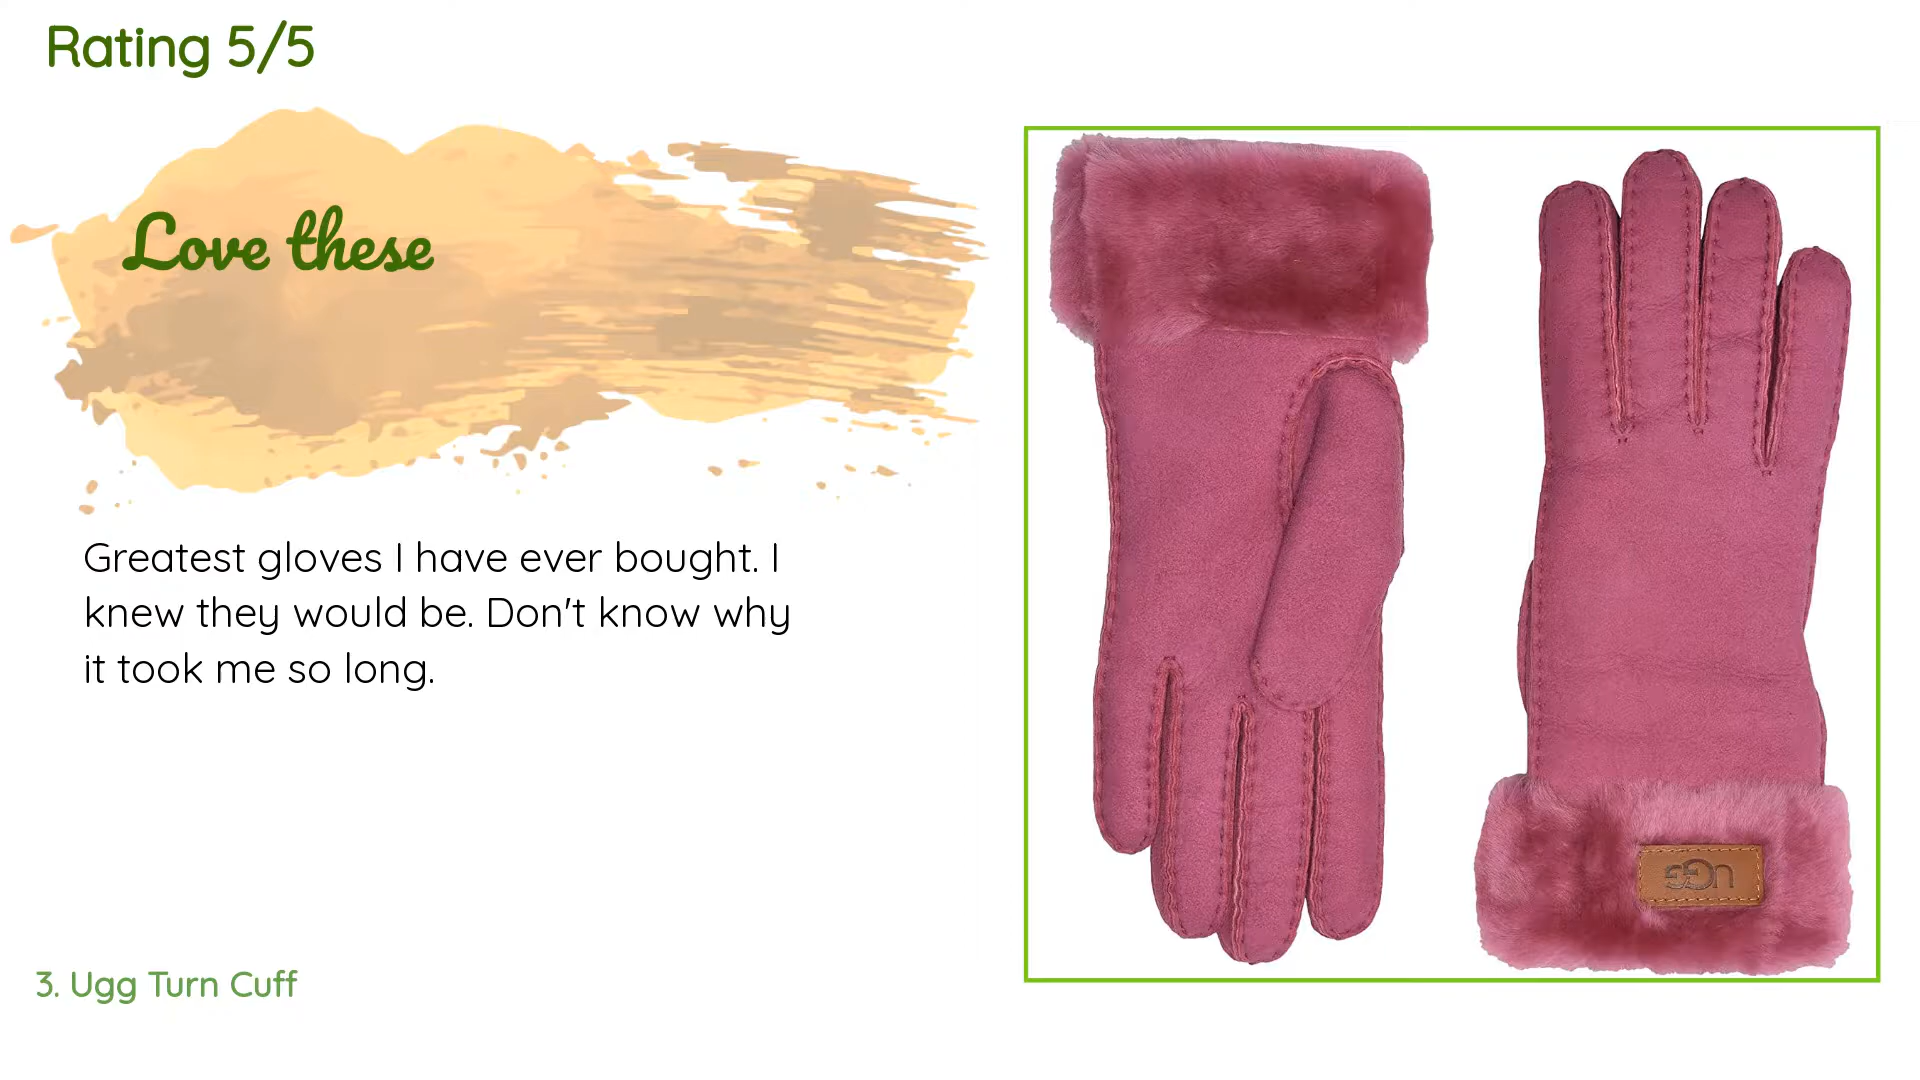 Rating 5/5
Love these
Greatest gloves I have ever bought. I
knew they would be. Don't know why
it took me so long.
UGG
3. Ugg Turn Cuff